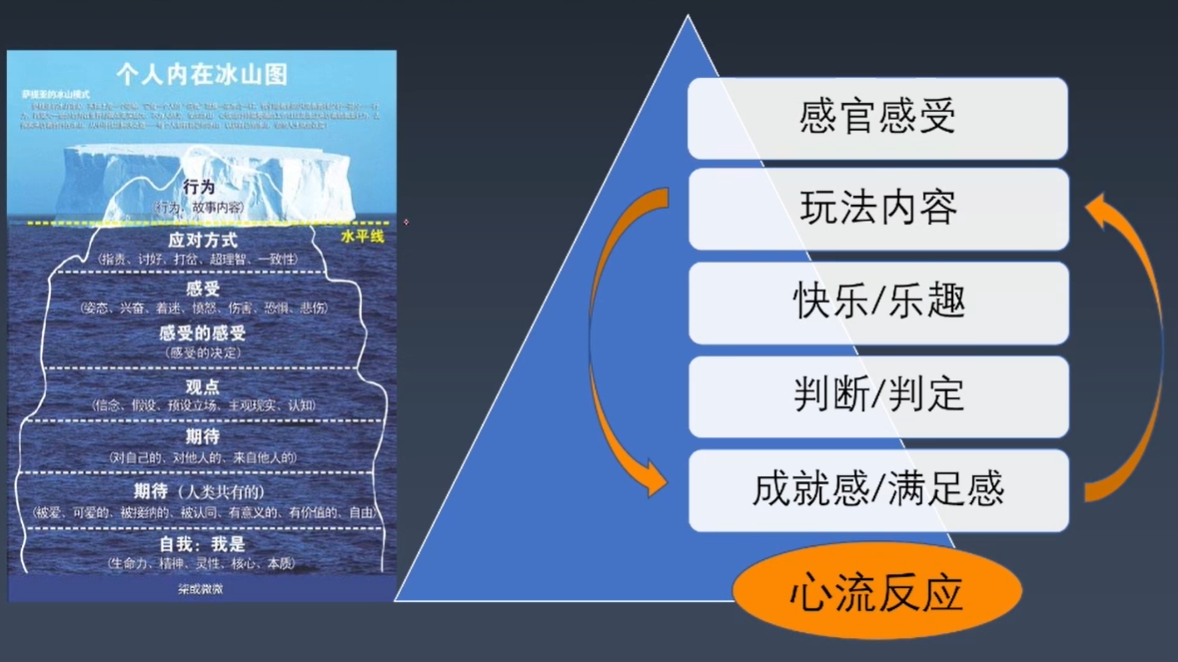 个人内在冰山图
萨提亚的冰山模式
行为
(行为、故事内容)
水平线
应对方式
(指责、讨好、打岔、超理智、一致性)
感受
(姿态、兴奋、着迷、愤怒、伤害、恐惧、悲伤)
感受的感受
(感受的决定)
观点
(信念、假设、预设立场、主观现实、认知)
期待
(对自己的、对他人的、来自他人的)
期待（人类共有的）
(被爱、可爱的、被接纳的、被认同、有意义的、有价值的、自由)
自我：我是
(生命力、精神、灵性、核心、本质)
感官感受
玩法内容
快乐/乐趣
判断/判定
成就感/满足感
心流反应